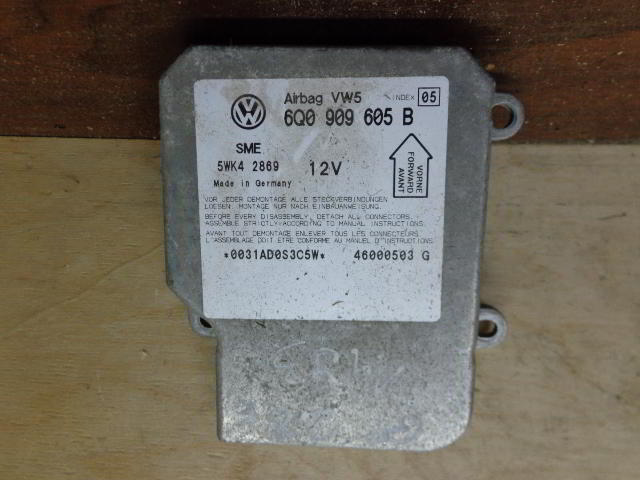 Airbag VW5 INDEX 05
6Q0 909 605 B
SME
5WK4 2869 12V
Made in Germany
VORNE
FORWARD
AVANT
VOR JEDER DEMONTAGE ALLE STECKVERBINDUNGEN
LOESEN. MONTAGE NUR NACH EINBAUANWEISUNG.
BEFORE EVERY DISASSEMBLY, DETACH ALL CONNECTORS.
ASSEMBLE STRICTLY ACCORDING TO MANUAL INSTRUCTIONS.
AVANT TOUT DEMONTAGE ENLEVER TOUS LES CONNECTEURS
L'ASSEMBLAGE DOIT ETRE CONFORME AU MANUEL D'INSTRUCTIONS.
*0031AD0S3C5W* 46000503 G